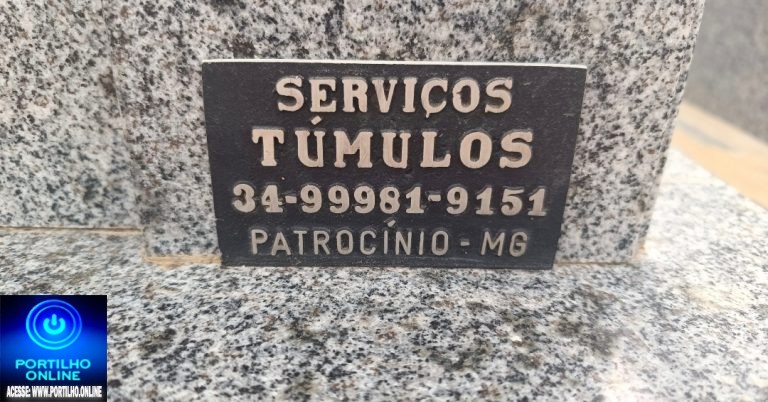 SERVIÇOS
TÚMULOS
34-99981-9151
PATROCÍNIO - MG
PORTILHO
ONLINE
ACESSE: WWW.PORTILHO.ONLINE